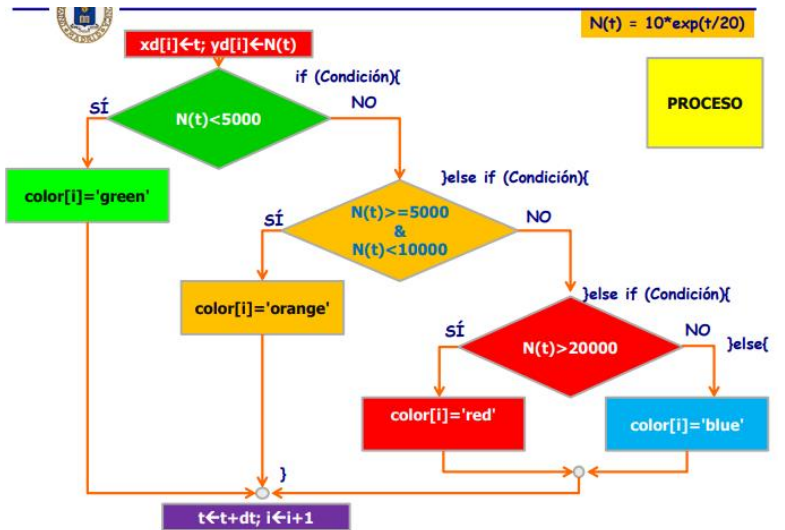 N(t) = 10*exp(t/20)
xd[i]←t; yd[i]←N(t)
if (Condición){
SÍ
NO
N(t)<5000
PROCESO
color[i]='green'
}else if (Condición){
SÍ
NO
N(t)>=5000
&
N(t)<10000
color[i]='orange'
}else if (Condición){
SÍ
NO
}else{
N(t)>20000
color[i]='red'
color[i]='blue'
}
t←t+dt; i←i+1